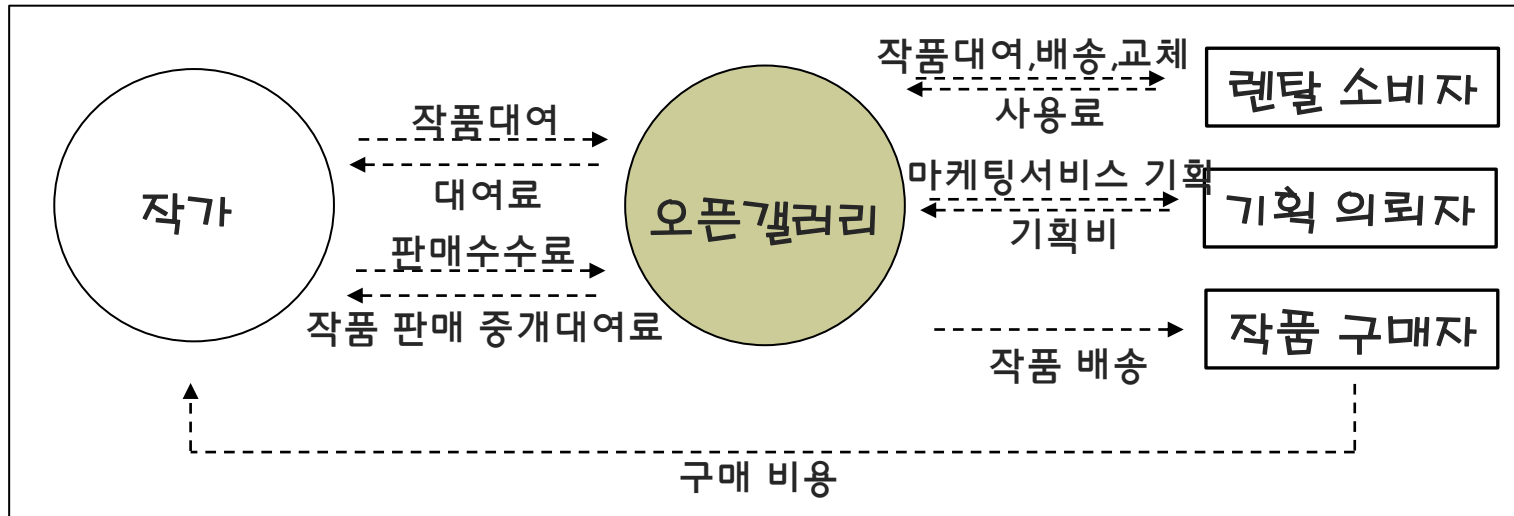 작품대여,배송,교체
렌탈 소비자
사용료
작품대여
대여료
마케팅서비스 기획
기획 의뢰자
기획비
작가
오픈갤러리
판매수수료
작품 판매 중개대여료
작품 구매자
작품 배송
구매 비용